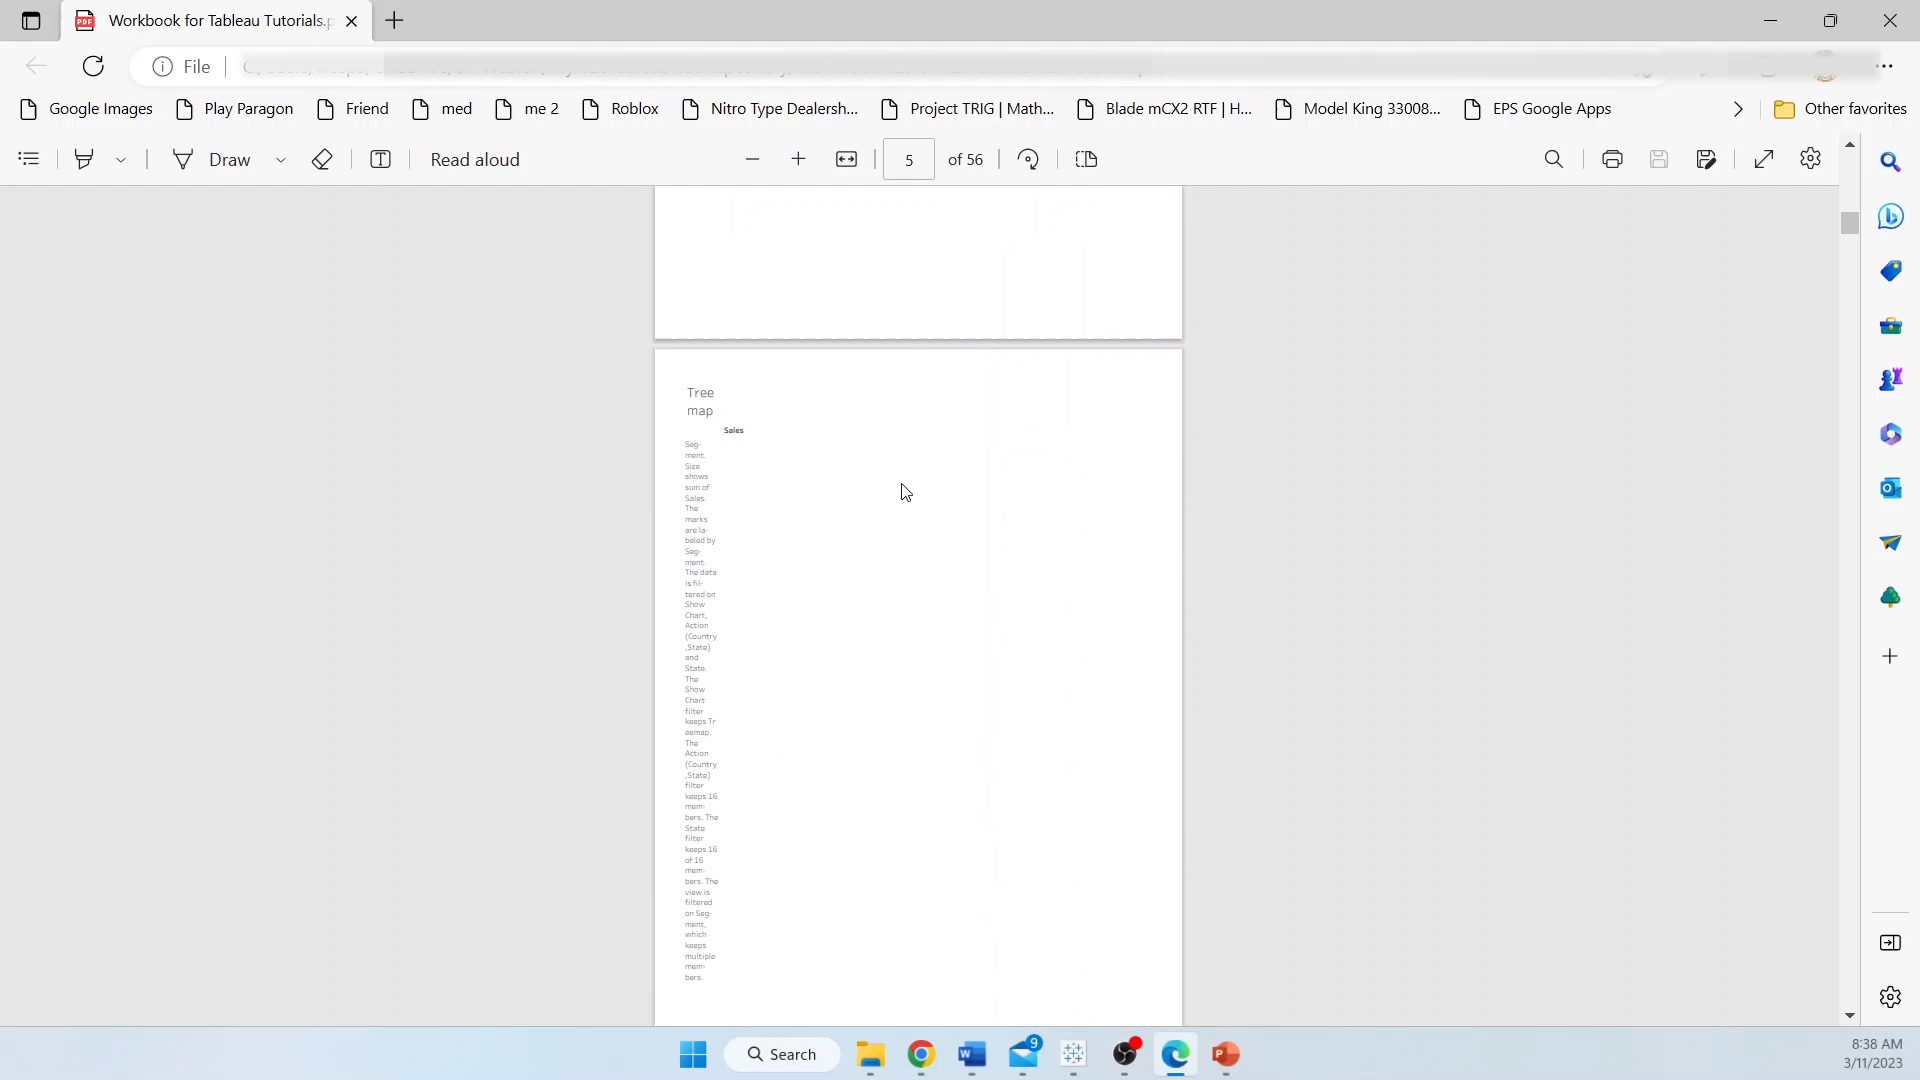 Workbook for Tableau Tutorials.p
File
Google Images
Play Paragon
Friend
med
me 2
Roblox
Nitro Type Dealersh...
Project TRIG | Math...
Blade mCX2 RTF | H...
Model King 33008...
EPS Google Apps
Other favorites
Draw
Read aloud
5
of 56
Tree
map
Sales
Seg-
ment.
Size
shows
sum of
Sales.
The
marks
are la-
beled by
Seg-
ment.
The data
is fil-
tered on
Show
Chart,
Action
(Country
,State)
and
State.
The
Show
Chart
filter
keeps Tr
eemap.
The
Action
(Country
,State)
filter
keeps 16
mem-
bers. The
State
filter
keeps 16
of 16
mem-
bers. The
view is
filtered
on Seg-
ment,
which
keeps
multiple
mem-
bers.
Search
9
8:38 AM
3/11/2023